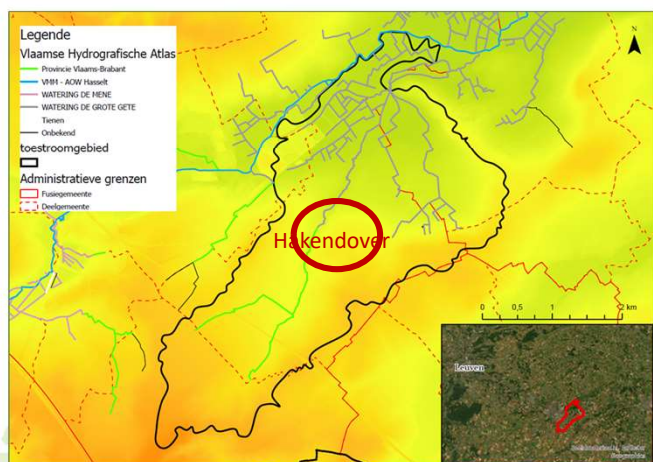 Legende
Vlaamse Hydrografische Atlas
Provincie Vlaams-Brabant
VMM - AOW Hasselt
WATERING DE MENE
WATERING DE GROTE GETE
Tienen
Onbekend
toestroomgebied
Administratieve grenzen
Fusiegemeente
Deelgemeente
N
Hakendover
0 0,5 1 2 km
Leuven